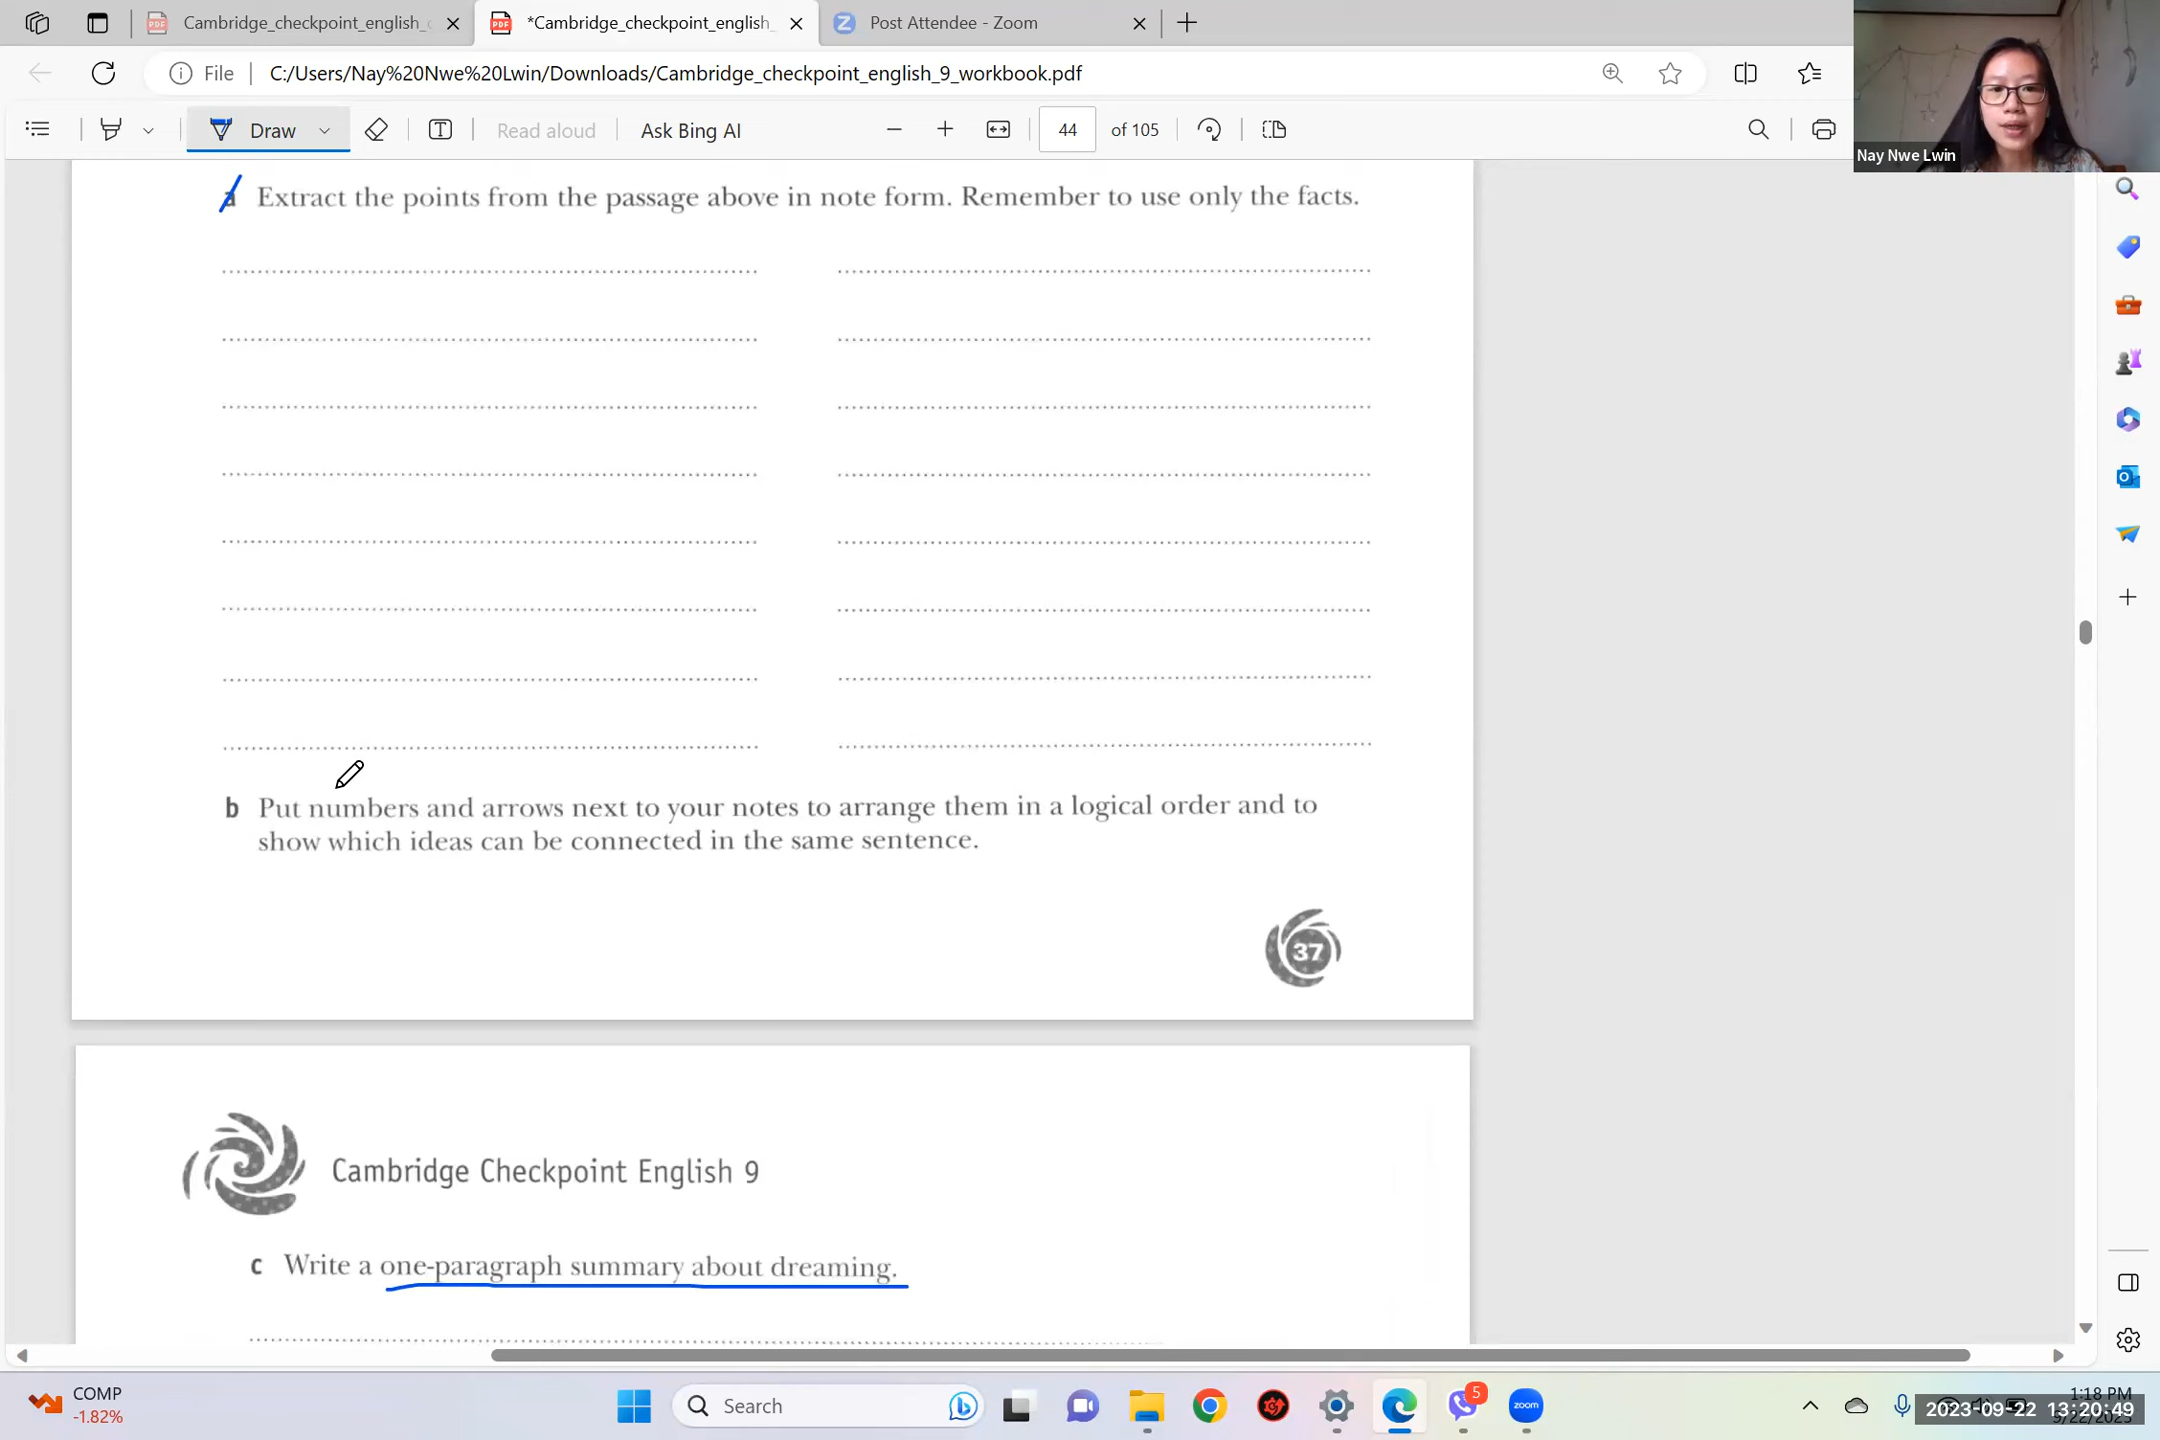 Cambridge_checkpoint_english_
*Cambridge_checkpoint_english_
Post Attendee - Zoom
File
C:/Users/Nay%20Nwe%20Lwin/Downloads/Cambridge_checkpoint_english_9_workbook.pdf
Draw
Read aloud
Ask Bing AI
44
of 105
Nay Nwe Lwin
a Extract the points from the passage above in note form. Remember to use only the facts.
b Put numbers and arrows next to your notes to arrange them in a logical order and to
show which ideas can be connected in the same sentence.
37
Cambridge Checkpoint English 9
c Write a one-paragraph summary about dreaming.
COMP
-1.82%
Search
5
zoom
1:18 PM
2023-09-22 13:20:49